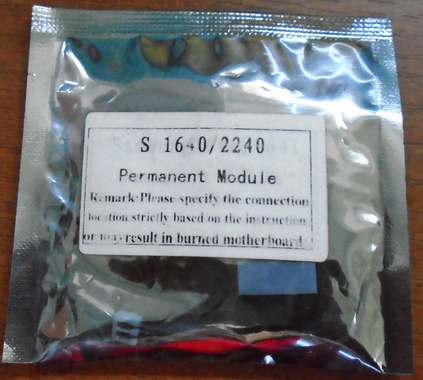 S 1640/2240
Permanent Module
Remark:Please specify the connection
location strictly based on the instruction
or may result in burned motherboard